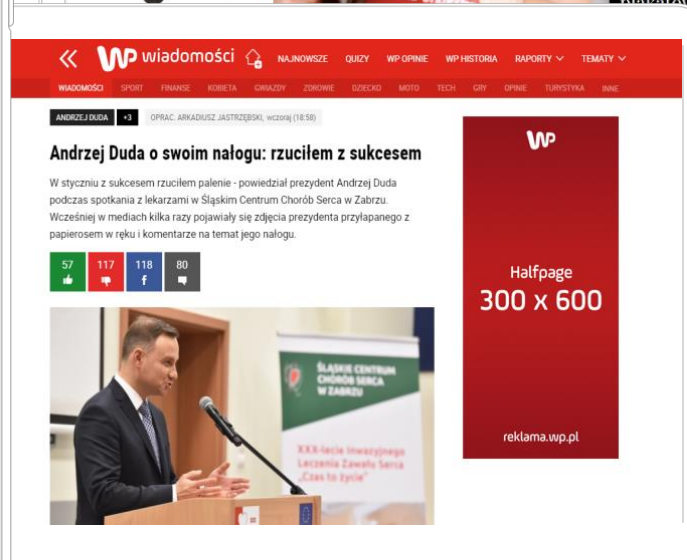 WP wiadomości NAJNOWSZE QUIZY WP OPINIE WP HISTORIA RAPORTY TEMATY
WIADOMOŚCI SPORT FINANSE KOBIETA GWIAZDY ZDROWIE DZIECKO MOTO TECH GRY OPINIE TURYSTYKA INNE
ANDRZEJ DUDA +3 OPRAC. ARKADIUSZ JASTRZĘBSKI, wczoraj (18:58)
Andrzej Duda o swoim nałogu: rzuciłem z sukcesem
W styczniu z sukcesem rzuciłem palenie - powiedział prezydent Andrzej Duda
podczas spotkania z lekarzami w Śląskim Centrum Chorób Serca w Zabrzu.
Wcześniej w mediach kilka razy pojawiały się zdjęcia prezydenta przyłapanego z
papierosem w ręku i komentarze na temat jego nałogu.
57 117 118 80
f
ŚLĄSKIE CENTRUM
CHORÓB SERCA
W ZABRZU
XXX-lecie Inwazyjnego
Leczenia Zawału Serca
„Czas to życie"
WP
Halfpage
300 x 600
reklama.wp.pl